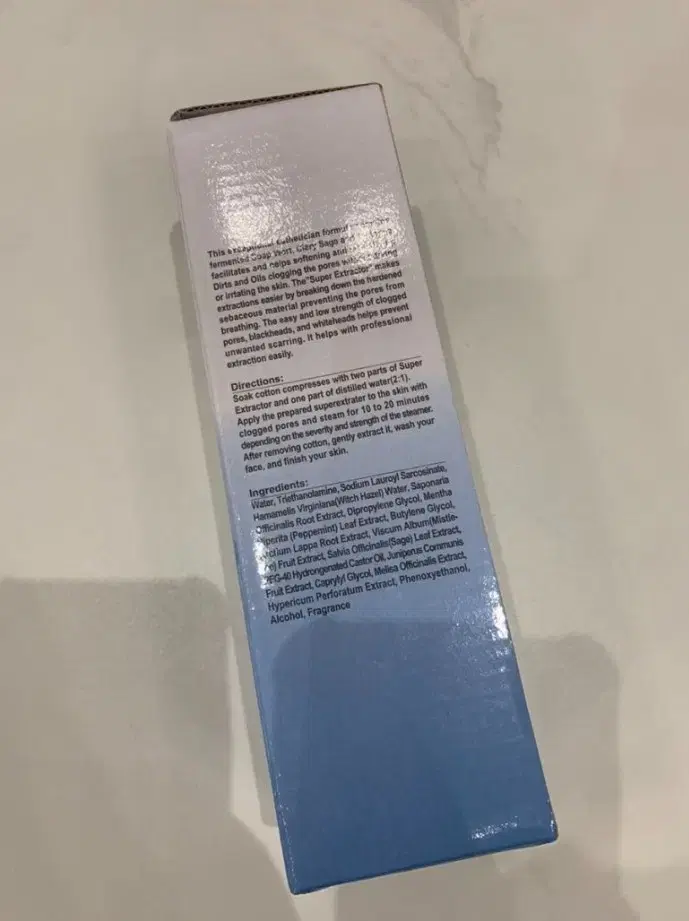 This exceptional esthetician formula
fermented Soap Wort, Clary Sage
facilitates and helps softening and
Dirts and Oils clogging the pores without drying
or irritating the skin. The"Super Extractor" makes
extractions easier by breaking down the hardened
sebaceous material preventing the pores from
breathing. The easy and low strength of clogged
pores, blackheads, and whiteheads helps prevent
unwanted scarring. It helps with professional
extraction easily.
Directions:
Soak cotton compresses with two parts of Super
Extractor and one part of distilled water(2:1).
Apply the prepared superextrater to the skin with
clogged pores and steam for 10 to 20 minutes
depending on the severity and strength of the steamer.
After removing cotton, gently extract it, wash your
face, and finish your skin.
Ingredients:
Water, Triethanolamine, Sodium Lauroyl Sarcosinate,
Hamamelis Virginiana(Witch Hazel) Water, Saponaria
Officinalis Root Extract, Dipropylene Glycol, Mentha
Piperita (Peppermint) Leaf Extract, Butylene Glycol,
Arctium Lappa Root Extract, Viscum Album(Mistle-
toe) Fruit Extract, Salvia Officinalis(Sage) Leaf Extract,
PEG-40 Hydrongenated Castor Oil, Juniperus Communis
Fruit Extract, Caprylyl Glycol, Melisa Officinalis Extract,
Hypericum Perforatum Extract, Phenoxyethanol,
Alcohol, Fragrance